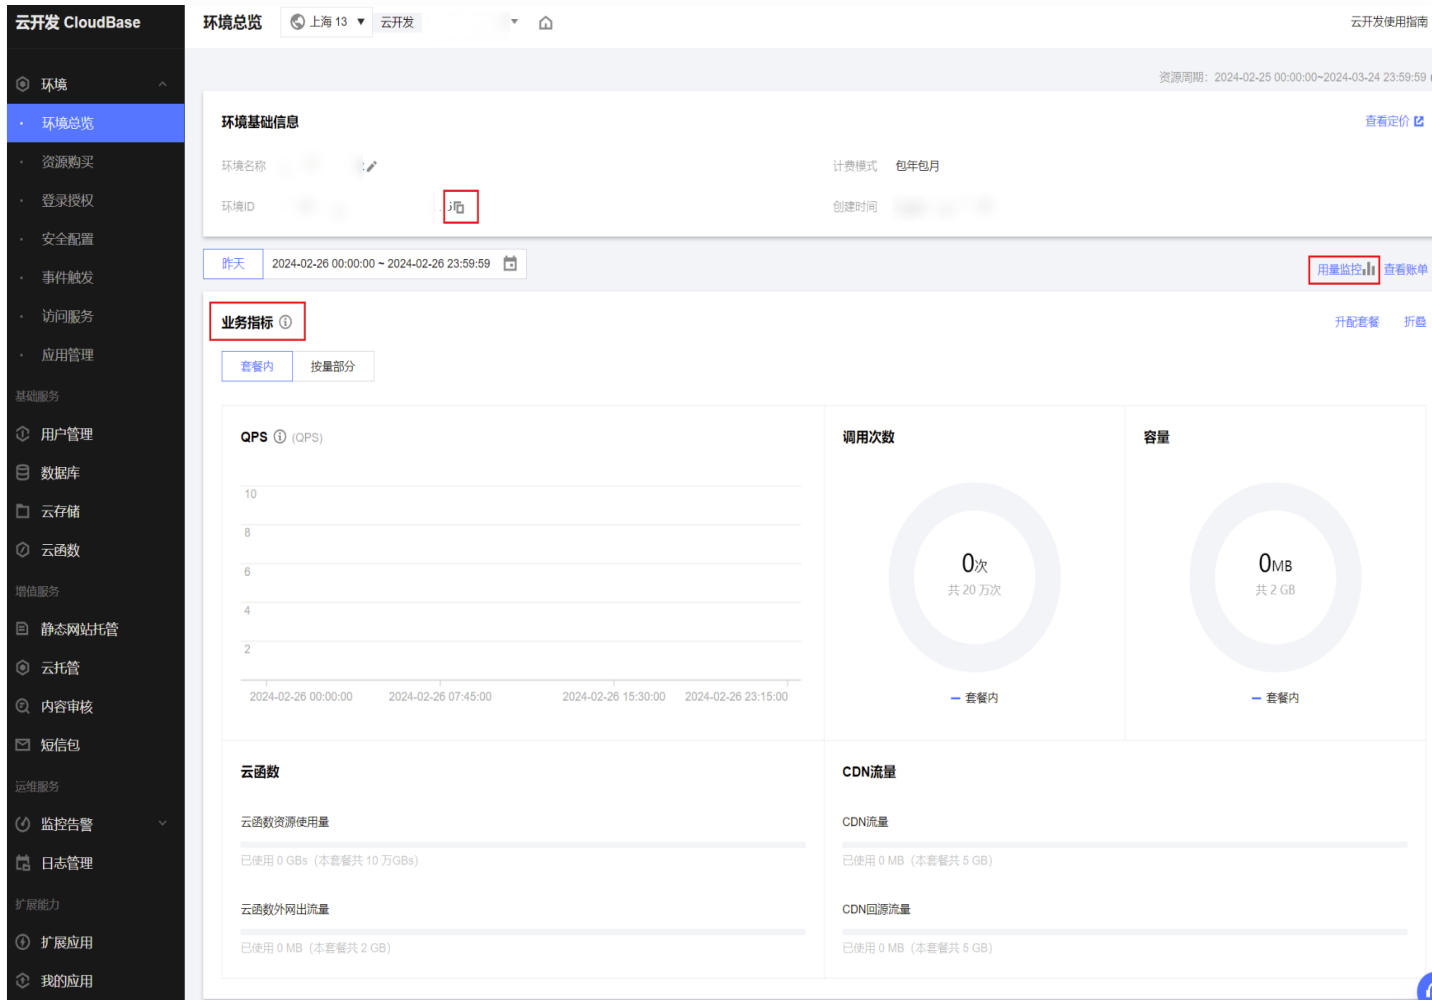 云开发 CloudBase
环境总览
上海 13
云开发
云开发使用指南
环境
环境总览
资源购买
登录授权
安全配置
事件触发
访问服务
应用管理
基础服务
用户管理
数据库
云存储
云函数
增值服务
静态网站托管
云托管
内容审核
短信包
运维服务
监控告警
日志管理
扩展能力
扩展应用
我的应用
资源周期：2024-02-25 00:00:00~2024-03-24 23:59:59
环境基础信息
查看定价
环境名称
计费模式 包年包月
环境ID
创建时间
昨天 2024-02-26 00:00:00 ~ 2024-02-26 23:59:59
用量监控 查看账单
业务指标
升配套餐 折叠
套餐内 按量部分
QPS (QPS)
10
8
6
4
2
2024-02-26 00:00:00 2024-02-26 07:45:00 2024-02-26 15:30:00 2024-02-26 23:15:00
调用次数
0次
共 20 万次
套餐内
容量
0MB
共 2 GB
套餐内
云函数
云函数资源使用量
已使用 0 GBs（本套餐共 10 万GBs）
云函数外网出流量
已使用 0 MB（本套餐共 2 GB）
CDN流量
CDN流量
已使用 0 MB（本套餐共 5 GB）
CDN回源流量
已使用 0 MB（本套餐共 5 GB）